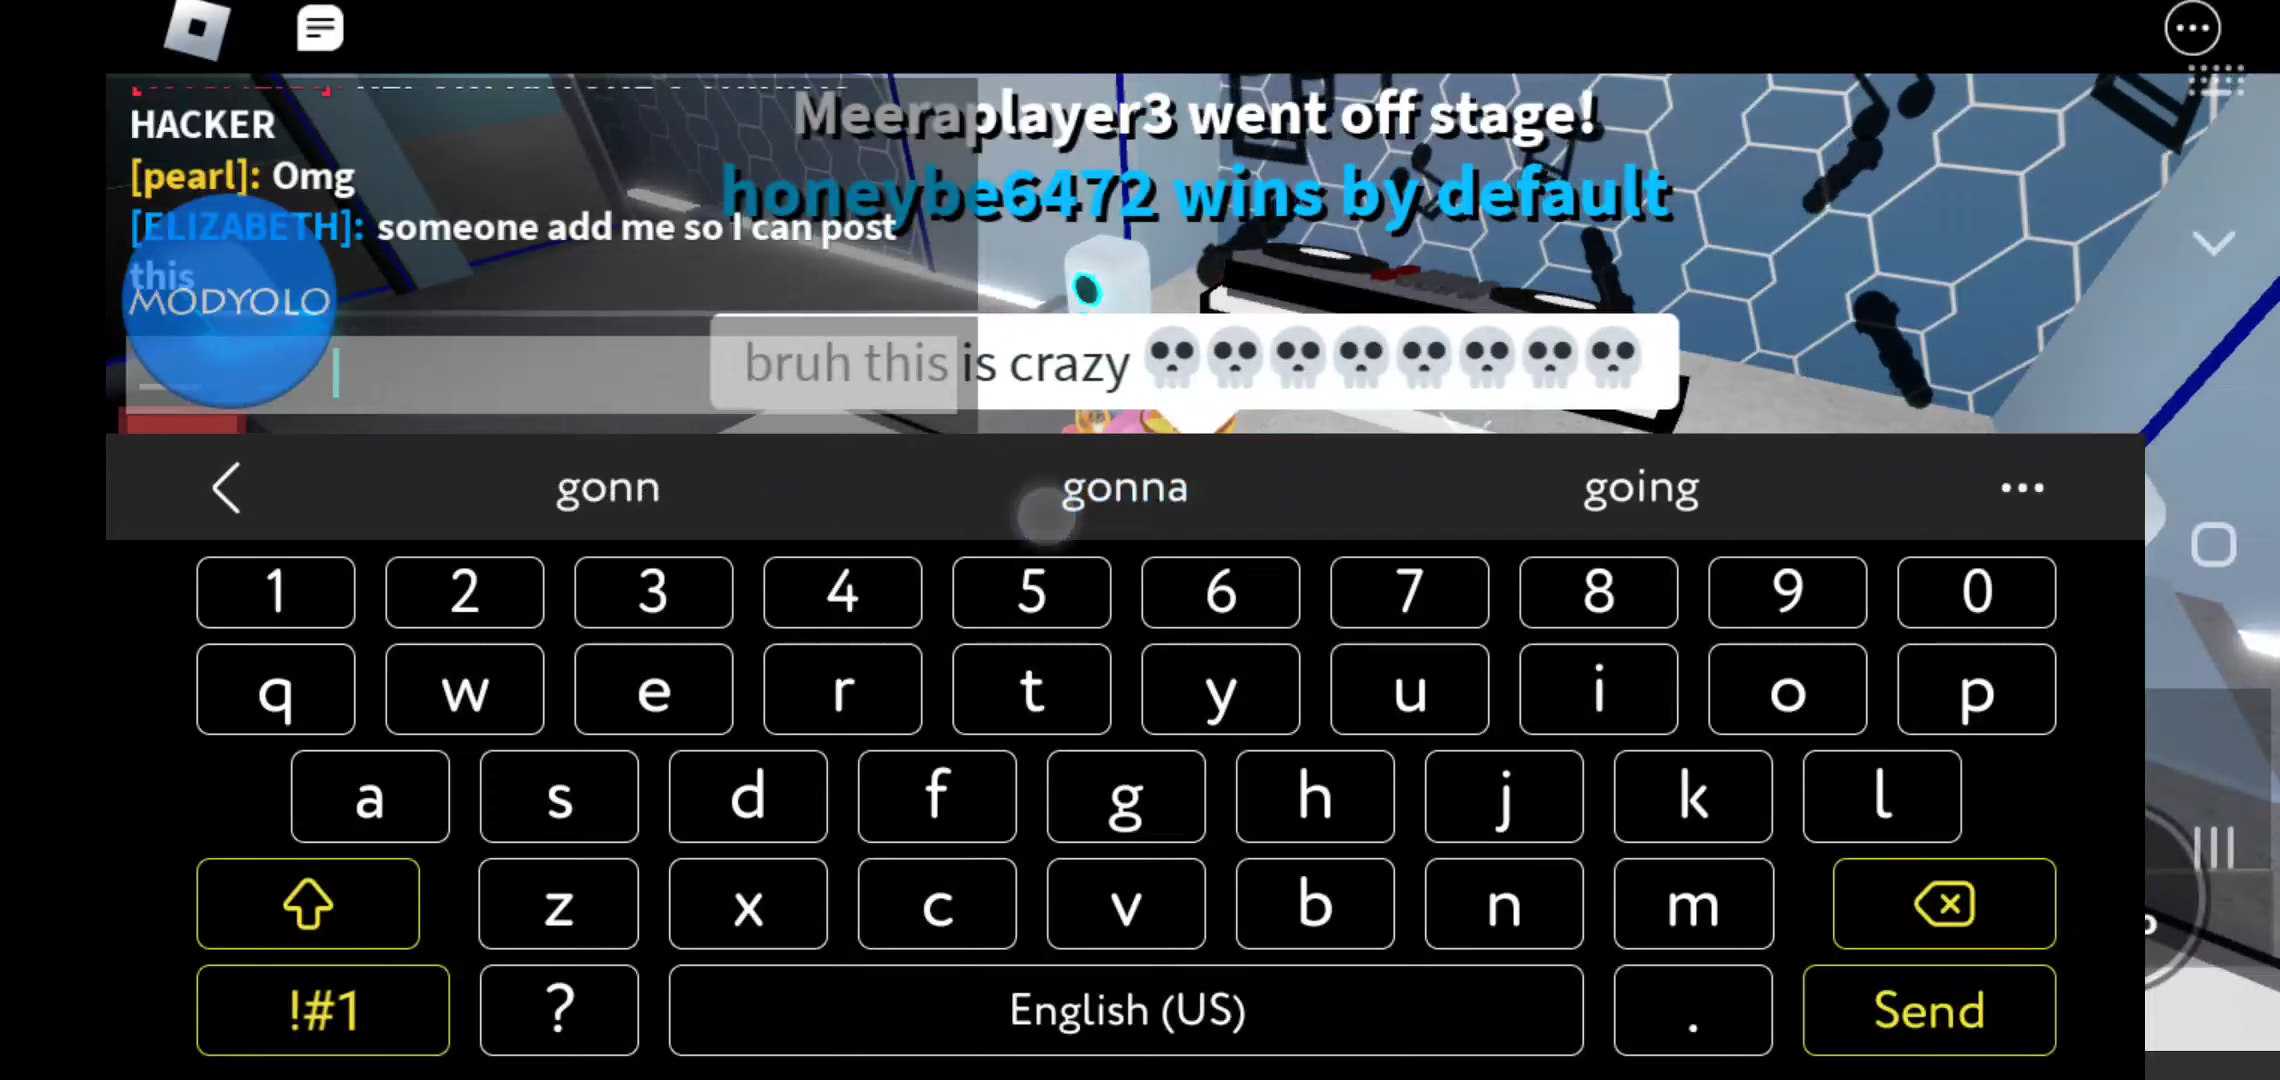 HACKER
[pearl]: Omg
[ELIZABETH]: someone add me so I can post
this
MODYOLO
Meeraplayer3 went off stage!
honeybe6472 wins by default
bruh this is crazy 💀💀💀💀💀💀💀💀
gonn gonna going
1 2 3 4 5 6 7 8 9 0
q w e r t y u i o p
a s d f g h j k l
z x c v b n m
!#1 ? English (US) . Send